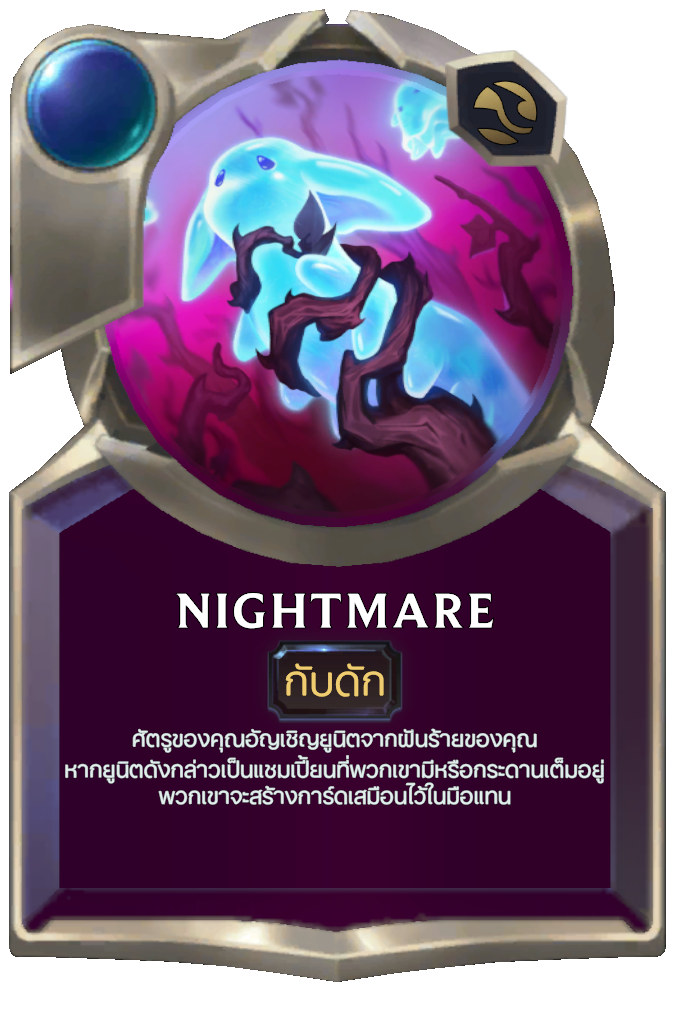 NIGHTMARE
กับดัก
ศัตรูของคุณอัญเชิญยูนิตจากฝันร้ายของคุณ
หากยูนิตดังกล่าวเป็นแชมเปี้ยนที่พวกเขามีหรือกระดานเต็มอยู่
พวกเขาจะสร้างการ์ดเสมือนไว้ในมือแทน